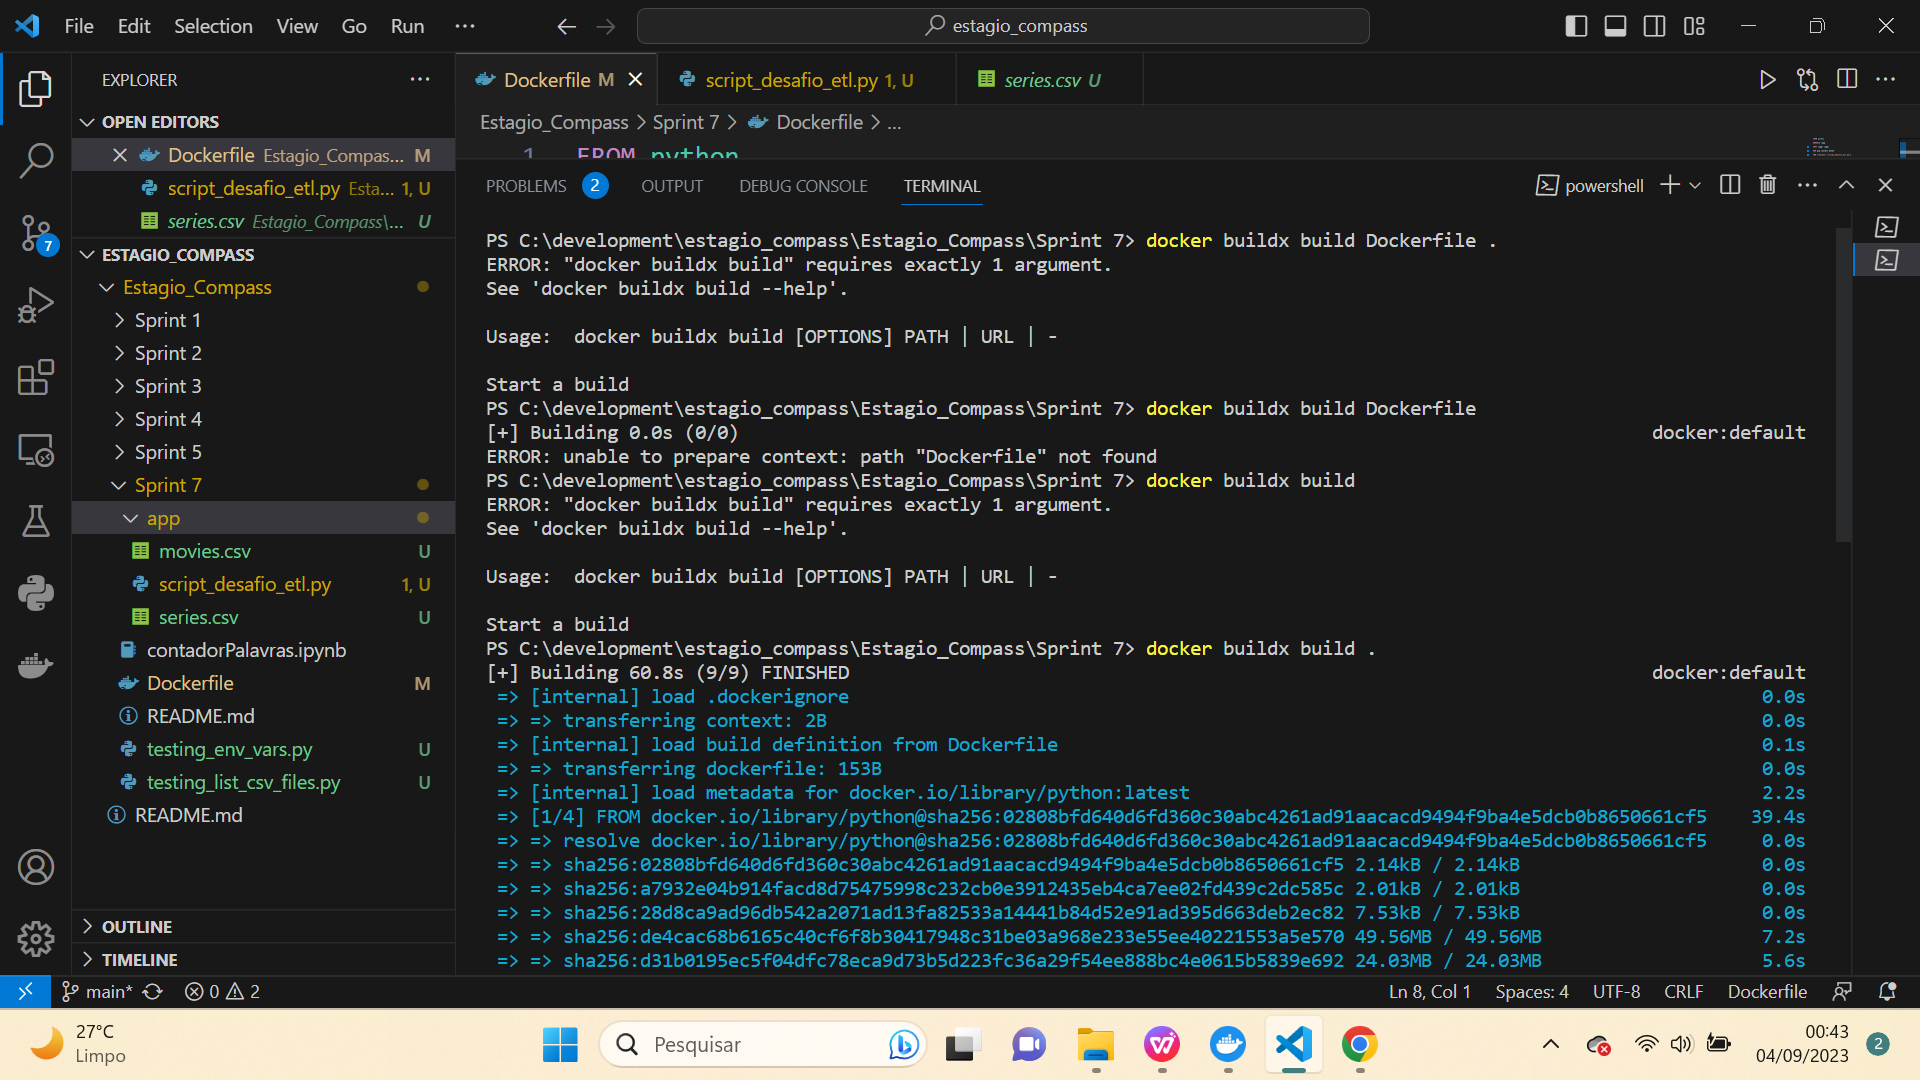 File Edit Selection View Go Run ··· estagio_compass
EXPLORER ···
Dockerfile M
script_desafio_etl.py 1, U
series.csv U
OPEN EDITORS
Dockerfile Estagio_Compas... M
script_desafio_etl.py Esta... 1, U
series.csv Estagio_Compass\... U
ESTAGIO_COMPASS
Estagio_Compass
Sprint 1
Sprint 2
Sprint 3
Sprint 4
Sprint 5
Sprint 7
app
movies.csv U
script_desafio_etl.py 1, U
series.csv U
contadorPalavras.ipynb
Dockerfile M
README.md
testing_env_vars.py U
testing_list_csv_files.py U
README.md
OUTLINE
TIMELINE
7
Estagio_Compass > Sprint 7 > Dockerfile > ...
1 FROM python
PROBLEMS 2 OUTPUT DEBUG CONSOLE TERMINAL powershell
PS C:\development\estagio_compass\Estagio_Compass\Sprint 7> docker buildx build Dockerfile .
ERROR: "docker buildx build" requires exactly 1 argument.
See 'docker buildx build --help'.
Usage:  docker buildx build [OPTIONS] PATH | URL | -
Start a build
PS C:\development\estagio_compass\Estagio_Compass\Sprint 7> docker buildx build Dockerfile
[+] Building 0.0s (0/0) docker:default
ERROR: unable to prepare context: path "Dockerfile" not found
PS C:\development\estagio_compass\Estagio_Compass\Sprint 7> docker buildx build
ERROR: "docker buildx build" requires exactly 1 argument.
See 'docker buildx build --help'.
Usage:  docker buildx build [OPTIONS] PATH | URL | -
Start a build
PS C:\development\estagio_compass\Estagio_Compass\Sprint 7> docker buildx build .
[+] Building 60.8s (9/9) FINISHED docker:default
=> [internal] load .dockerignore 0.0s
=> => transferring context: 2B 0.0s
=> [internal] load build definition from Dockerfile 0.1s
=> => transferring dockerfile: 153B 0.0s
=> [internal] load metadata for docker.io/library/python:latest 2.2s
=> [1/4] FROM docker.io/library/python@sha256:02808bfd640d6fd360c30abc4261ad91aacacd9494f9ba4e5dcb0b8650661cf5 39.4s
=> => resolve docker.io/library/python@sha256:02808bfd640d6fd360c30abc4261ad91aacacd9494f9ba4e5dcb0b8650661cf5 0.0s
=> => sha256:02808bfd640d6fd360c30abc4261ad91aacacd9494f9ba4e5dcb0b8650661cf5 2.14kB / 2.14kB 0.0s
=> => sha256:a7932e04b914facd8d75475998c232cb0e3912435eb4ca7ee02fd439c2dc585c 2.01kB / 2.01kB 0.0s
=> => sha256:28d8ca9ad96db542a2071ad13fa82533a14441b84d52e91ad395d663deb2ec82 7.53kB / 7.53kB 0.0s
=> => sha256:de4cac68b6165c40cf6f8b30417948c31be03a968e233e55ee40221553a5e570 49.56MB / 49.56MB 7.2s
=> => sha256:d31b0195ec5f04dfc78eca9d73b5d223fc36a29f54ee888bc4e0615b5839e692 24.03MB / 24.03MB 5.6s
main* 0 2 Ln 8, Col 1 Spaces: 4 UTF-8 CRLF Dockerfile
27°C
Limpo
Pesquisar
00:43
04/09/2023
2